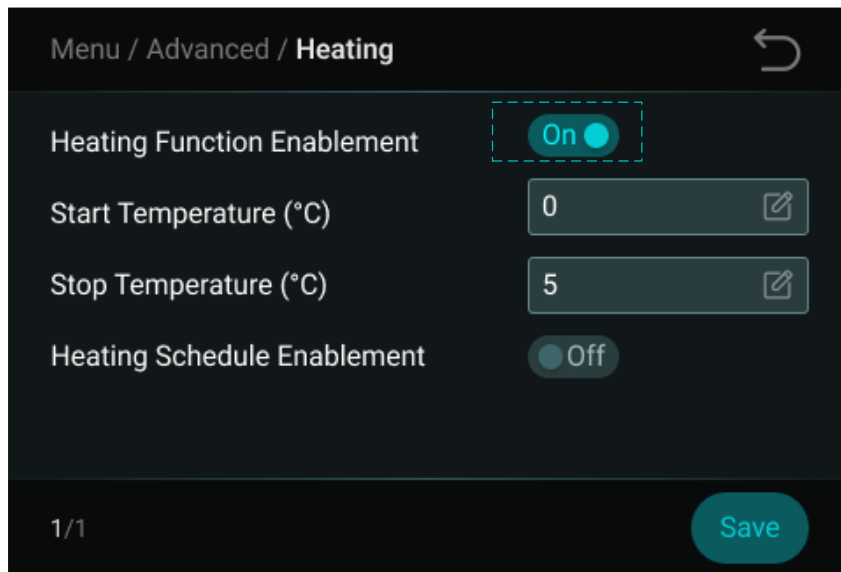 Menu / Advanced / Heating
Heating Function Enablement On
Start Temperature (°C) 0
Stop Temperature (°C) 5
Heating Schedule Enablement Off
1/1 Save